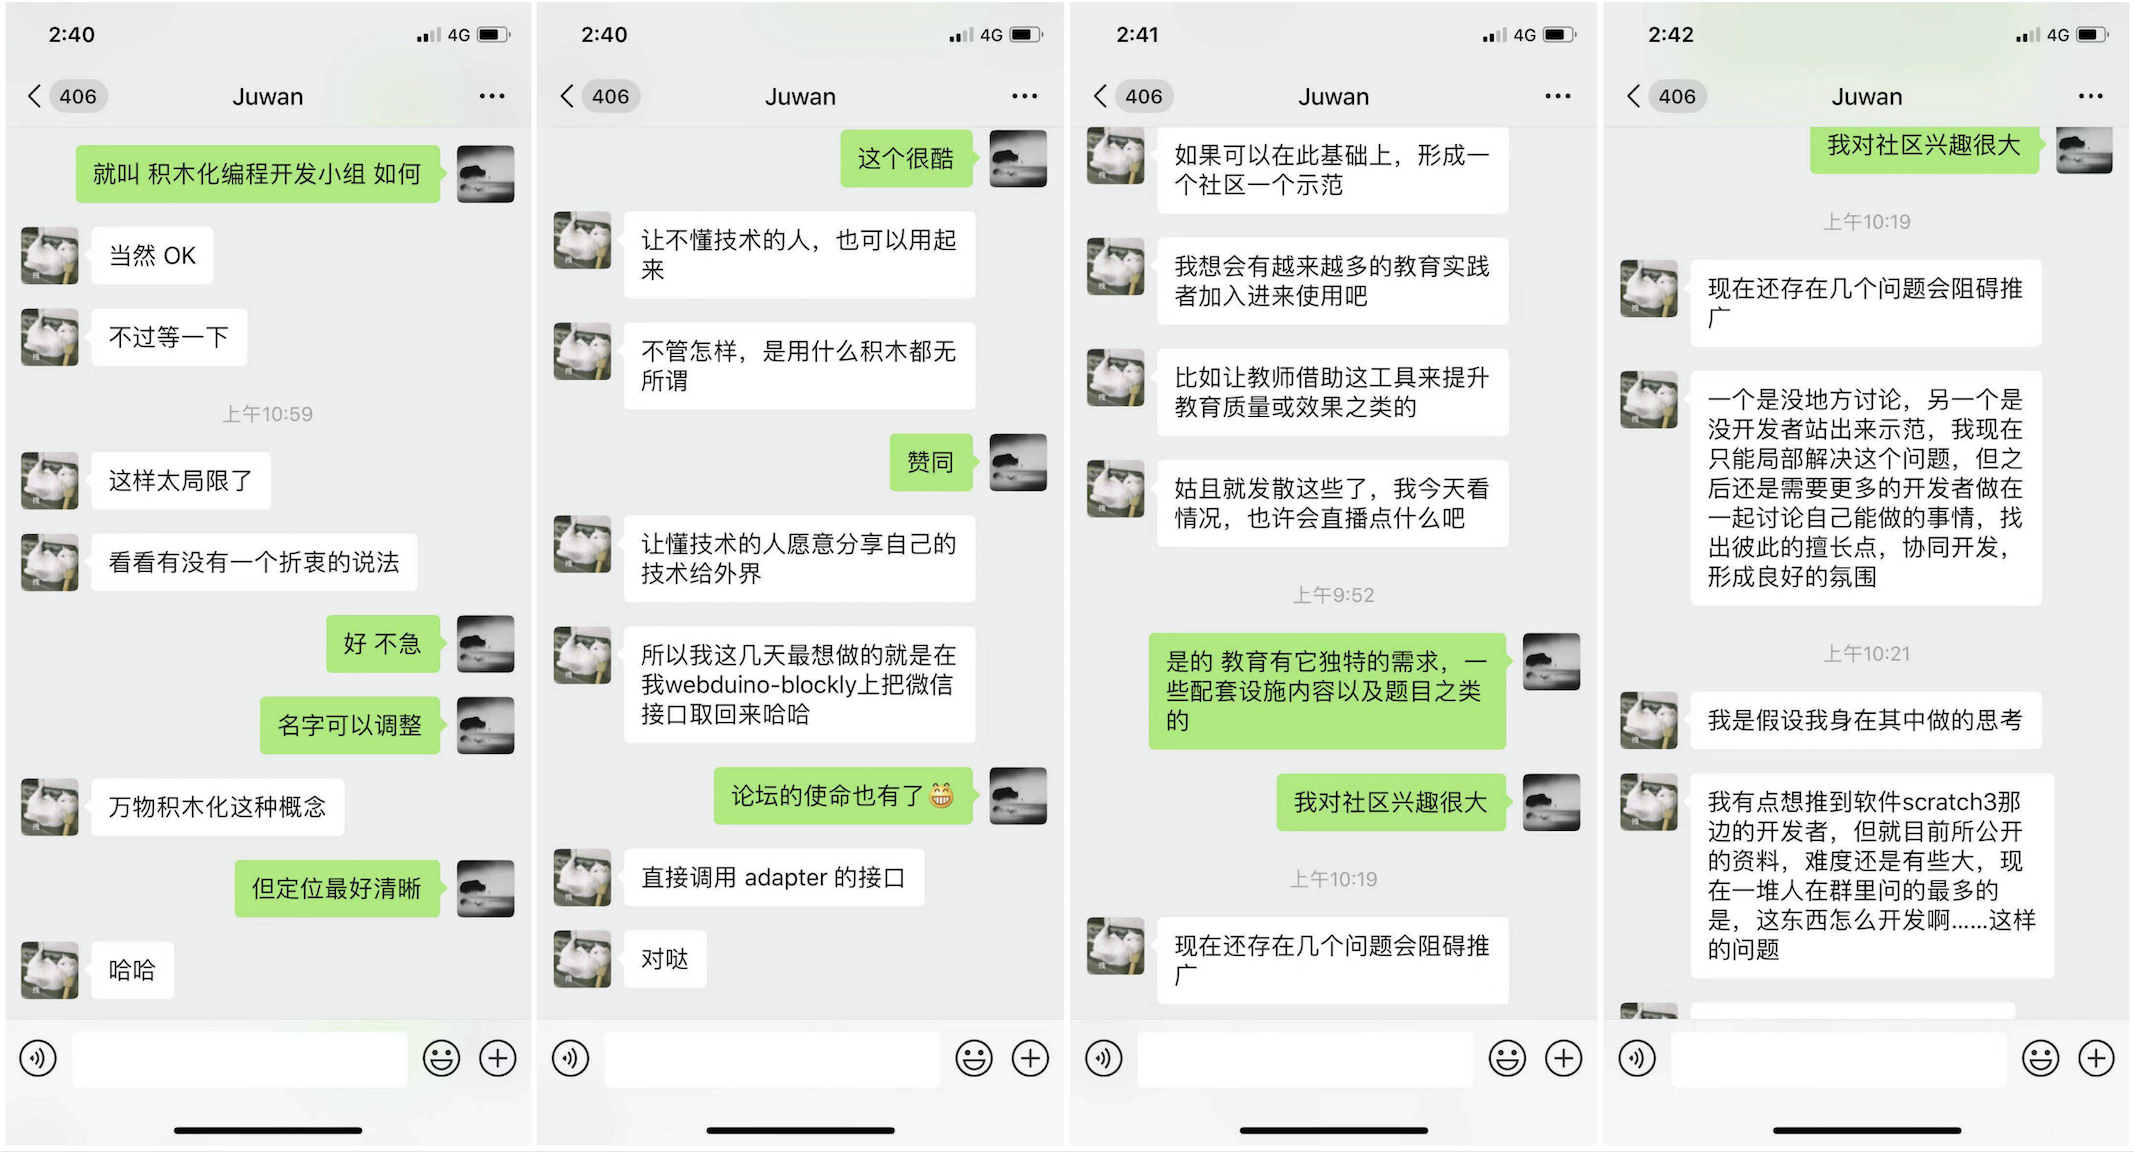 2:40
4G
406
Juwan
就叫 积木化编程开发小组 如何
当然 OK
不过等一下
上午10:59
这样太局限了
看看有没有一个折衷的说法
好 不急
名字可以调整
万物积木化这种概念
但定位最好清晰
哈哈
2:40
4G
406
Juwan
这个很酷
让不懂技术的人，也可以用起
来
不管怎样，是用什么积木都无
所谓
赞同
让懂技术的人愿意分享自己的
技术给外界
所以我这几天最想做的就是在
我webduino-blockly上把微信
接口取回来哈哈
论坛的使命也有了😁
直接调用 adapter 的接口
对哒
2:41
4G
406
Juwan
如果可以在此基础上，形成一
个社区一个示范
我想会有越来越多的教育实践
者加入进来使用吧
比如让教师借助这工具来提升
教育质量或效果之类的
姑且就发散这些了，我今天看
情况，也许会直播点什么吧
上午9:52
是的 教育有它独特的需求，一
些配套设施内容以及题目之类
的
我对社区兴趣很大
上午10:19
现在还存在几个问题会阻碍推
广
2:42
4G
406
Juwan
我对社区兴趣很大
上午10:19
现在还存在几个问题会阻碍推
广
一个是没地方讨论，另一个是
没开发者站出来示范，我现在
只能局部解决这个问题，但之
后还是需要更多的开发者做在
一起讨论自己能做的事情，找
出彼此的擅长点，协同开发，
形成良好的氛围
上午10:21
我是假设我身在其中做的思考
我有点想推到软件scratch3那
边的开发者，但就目前所公开
的资料，难度还是有些大，现
在一堆人在群里问的最多的
是，这东西怎么开发啊......这样
的问题